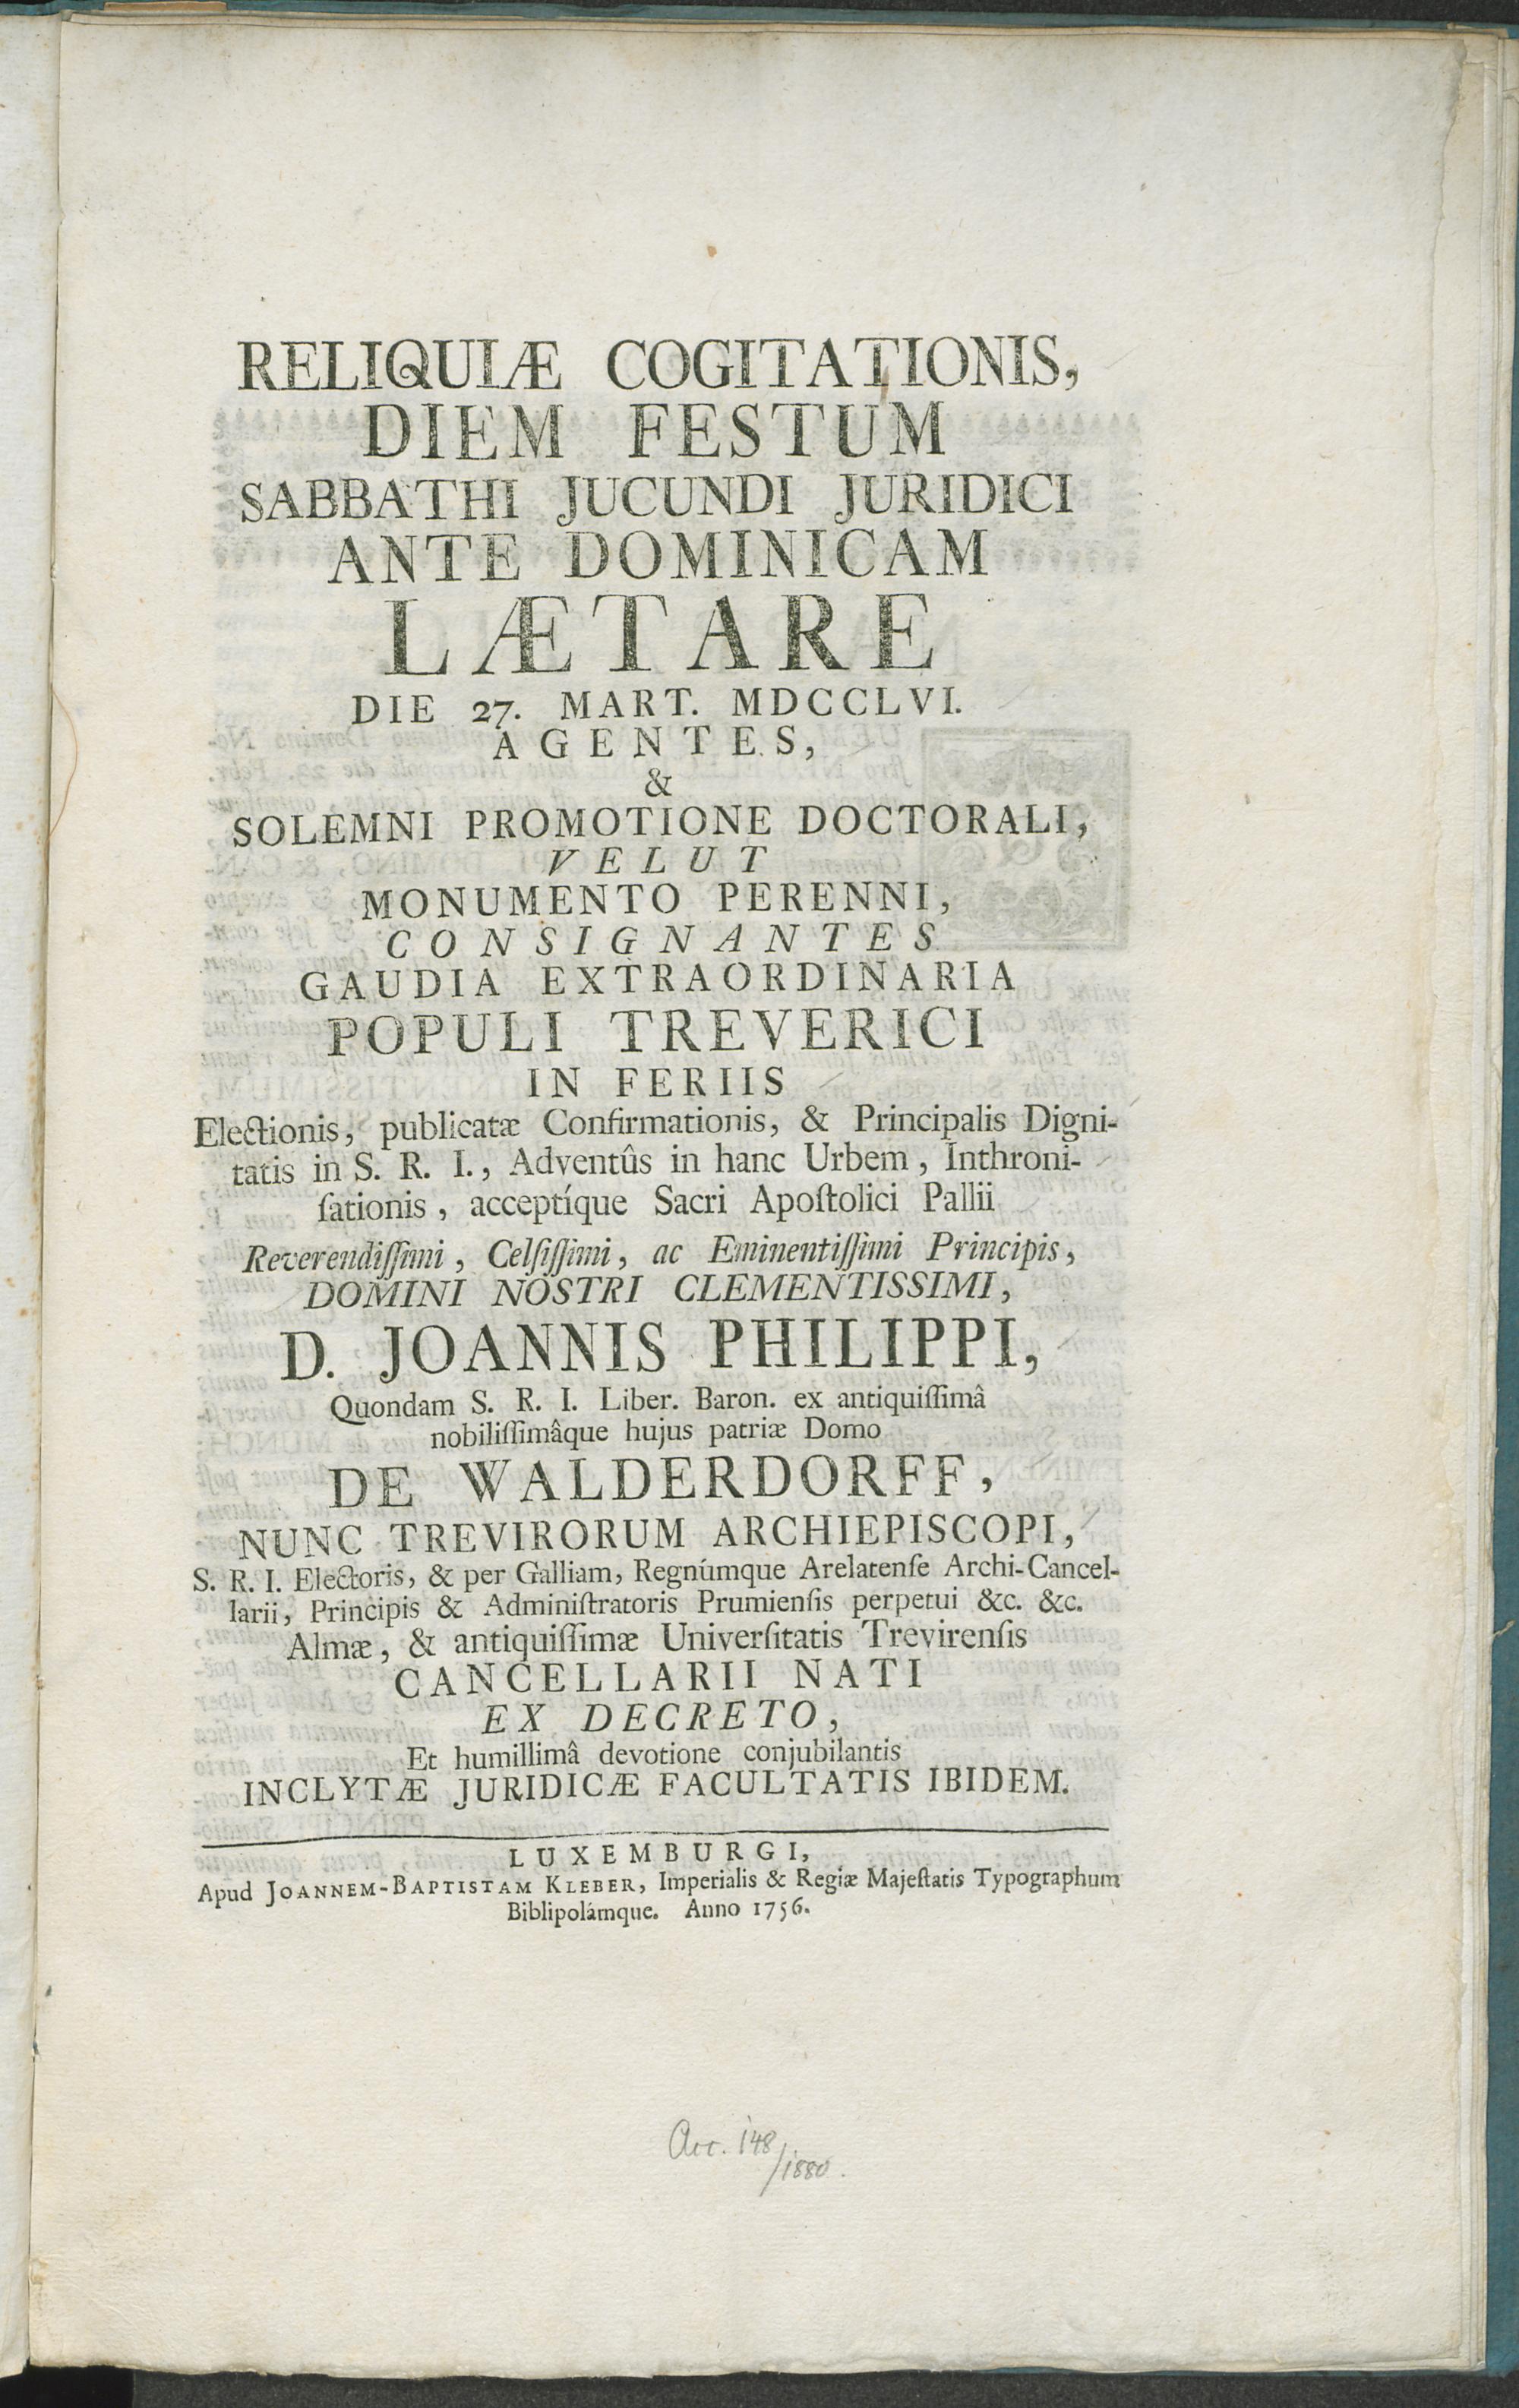 RELIQUIÆ COGITATIONIS,
DIEM FESTUM
SABBATHI JUCUNDI JURIDICI
ANTE DOMINICAM
LÆTARE
DIE 27. MART. MDCCLVI.
AGENTES,
&
SOLEMNI PROMOTIONE DOCTORALI,
VELUT
MONUMENTO PERENNI,
CONSIGNANTES
GAUDIA EXTRAORDINARIA
POPULI TREVERICI
IN FERIIS
Electionis, publicatæ Confirmationis, & Principalis Digni-
tatis in S. R. I., Adventûs in hanc Urbem, Inthroni-
ſationis, acceptíque Sacri Apoſtolici Pallii
Reverendiſſimi, Celſiſſimi, ac Eminentiſſimi Principis,
DOMINI NOSTRI CLEMENTISSIMI,
D. JOANNIS PHILIPPI,
Quondam S. R. I. Liber. Baron. ex antiquiſſimâ
nobiliſſimâque hujus patriæ Domo
DE WALDERDORFF,
NUNC TREVIRORUM ARCHIEPISCOPI,
S. R. I. Electoris, & per Galliam, Regnúmque Arelatenſe Archi-Cancel-
larii, Principis & Adminiſtratoris Prumienſis perpetui &c. &c.
Almæ, & antiquiſſimæ Univerſitatis Trevirenſis
CANCELLARII NATI
EX DECRETO,
Et humillimâ devotione conjubilantis
INCLYTÆ JURIDICÆ FACULTATIS IBIDEM.
LUXEMBURGI,
Apud JOANNEM-BAPTISTAM KLEBER, Imperialis & Regiæ Majeſtatis Typographum
Biblipolámque. Anno 1756.
Acc. 148/1880.